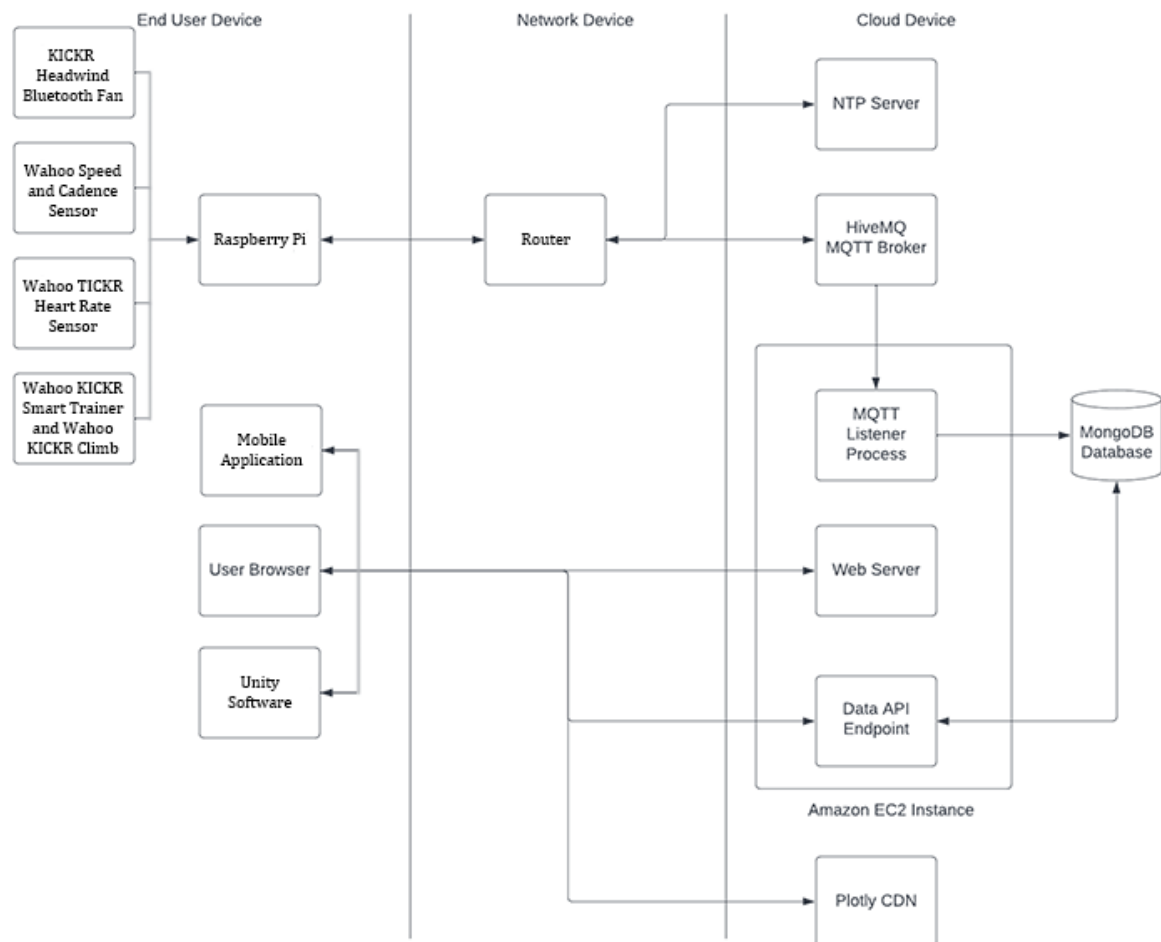 End User Device
Network Device
Cloud Device
KICKR
Headwind
Bluetooth Fan
Wahoo Speed
and Cadence
Sensor
Wahoo TICKR
Heart Rate
Sensor
Wahoo KICKR
Smart Trainer
and Wahoo
KICKR Climb
Raspberry Pi
Router
NTP Server
HiveMQ
MQTT Broker
MQTT
Listener
Process
MongoDB
Database
Mobile
Application
User Browser
Web Server
Unity
Software
Data API
Endpoint
Amazon EC2 Instance
Plotly CDN